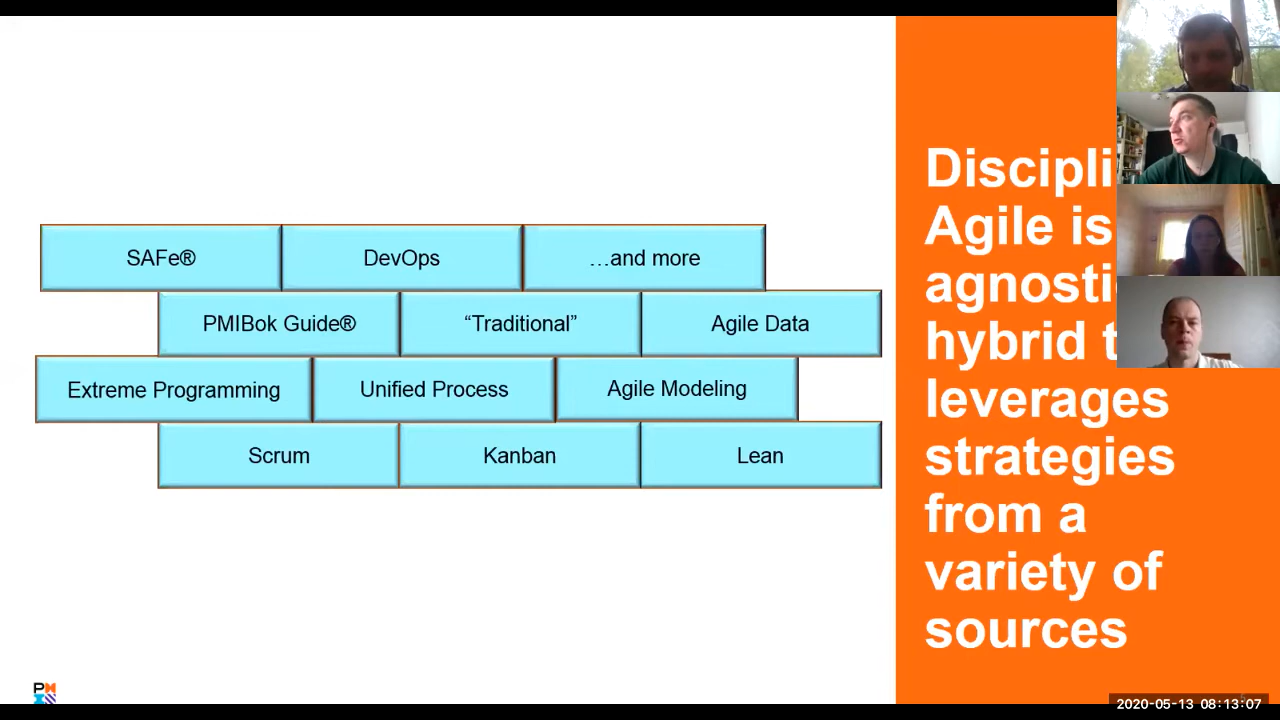 SAFe®
DevOps
...and more
PMIBok Guide®
“Traditional”
Agile Data
Extreme Programming
Unified Process
Agile Modeling
Scrum
Kanban
Lean
Discipli
Agile is
agnosti
hybrid t
leverages
strategies
from a
variety of
sources
2020-05-13 08:13:07